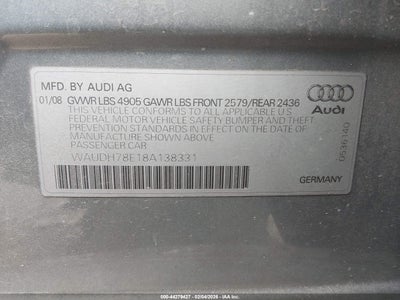 MFD. BY AUDI AG
01/08 GVWR LBS 4905 GAWR LBS FRONT 2579/REAR 2436
THIS VEHICLE CONFORMS TO ALL APPLICABLE U.S.
FEDERAL MOTOR VEHICLE SAFETY BUMPER AND THEFT
PREVENTION STANDARDS IN EFFECT ON THE DATE
OF MANUFACTURE SHOWN ABOVE
PASSENGER CAR
WAUDH78E18A138331
Audi
0536140
GERMANY